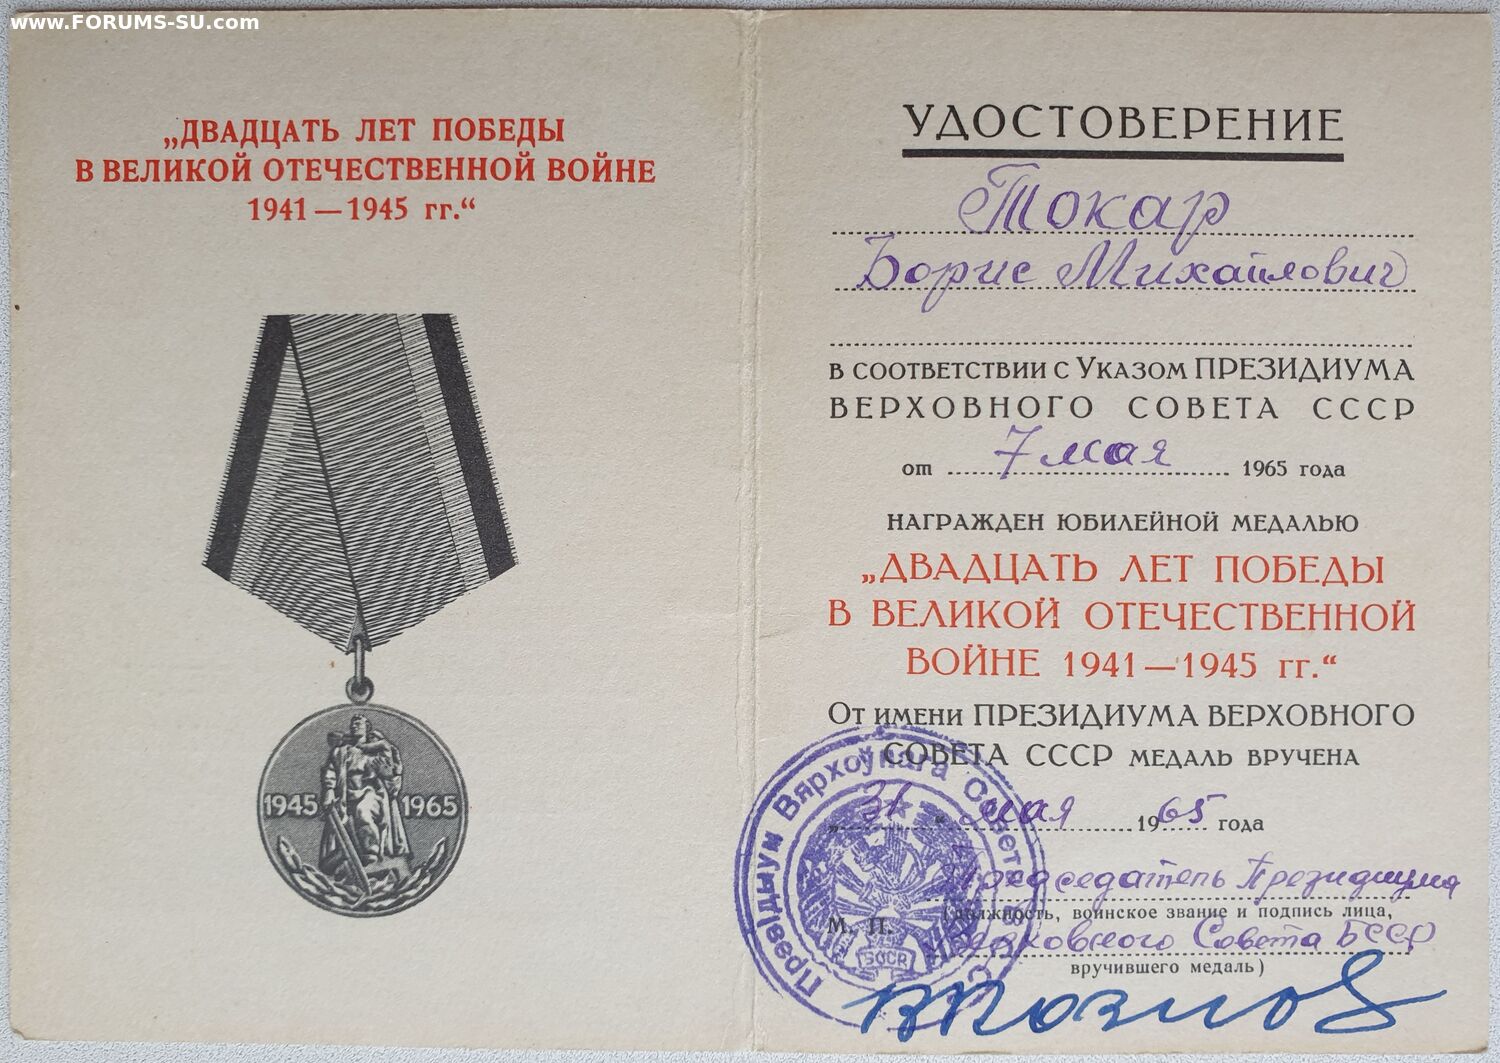 www.FORUMS-SU.com
„ДВАДЦАТЬ ЛЕТ ПОБЕДЫ
В ВЕЛИКОЙ ОТЕЧЕСТВЕННОЙ ВОЙНЕ
1941 — 1945 гг.“
1945 1965
УДОСТОВЕРЕНИЕ
Токар
Борис Михайлович
В СООТВЕТСТВИИ С УКАЗОМ ПРЕЗИДИУМА
ВЕРХОВНОГО СОВЕТА СССР
от 7 мая 1965 года
НАГРАЖДЕН ЮБИЛЕЙНОЙ МЕДАЛЬЮ
„ДВАДЦАТЬ ЛЕТ ПОБЕДЫ
В ВЕЛИКОЙ ОТЕЧЕСТВЕННОЙ
ВОЙНЕ 1941 — 1945 гг.“
ОТ ИМЕНИ ПРЕЗИДИУМА ВЕРХОВНОГО
СОВЕТА СССР МЕДАЛЬ ВРУЧЕНА
„31“ мая 1965 года
Председатель Президиума
(должность, воинское звание и подпись лица,
М. П.
Верховного Совета БССР
вручившего медаль)
Прэзідыум Вярхоўнага Совета БССР
БССР